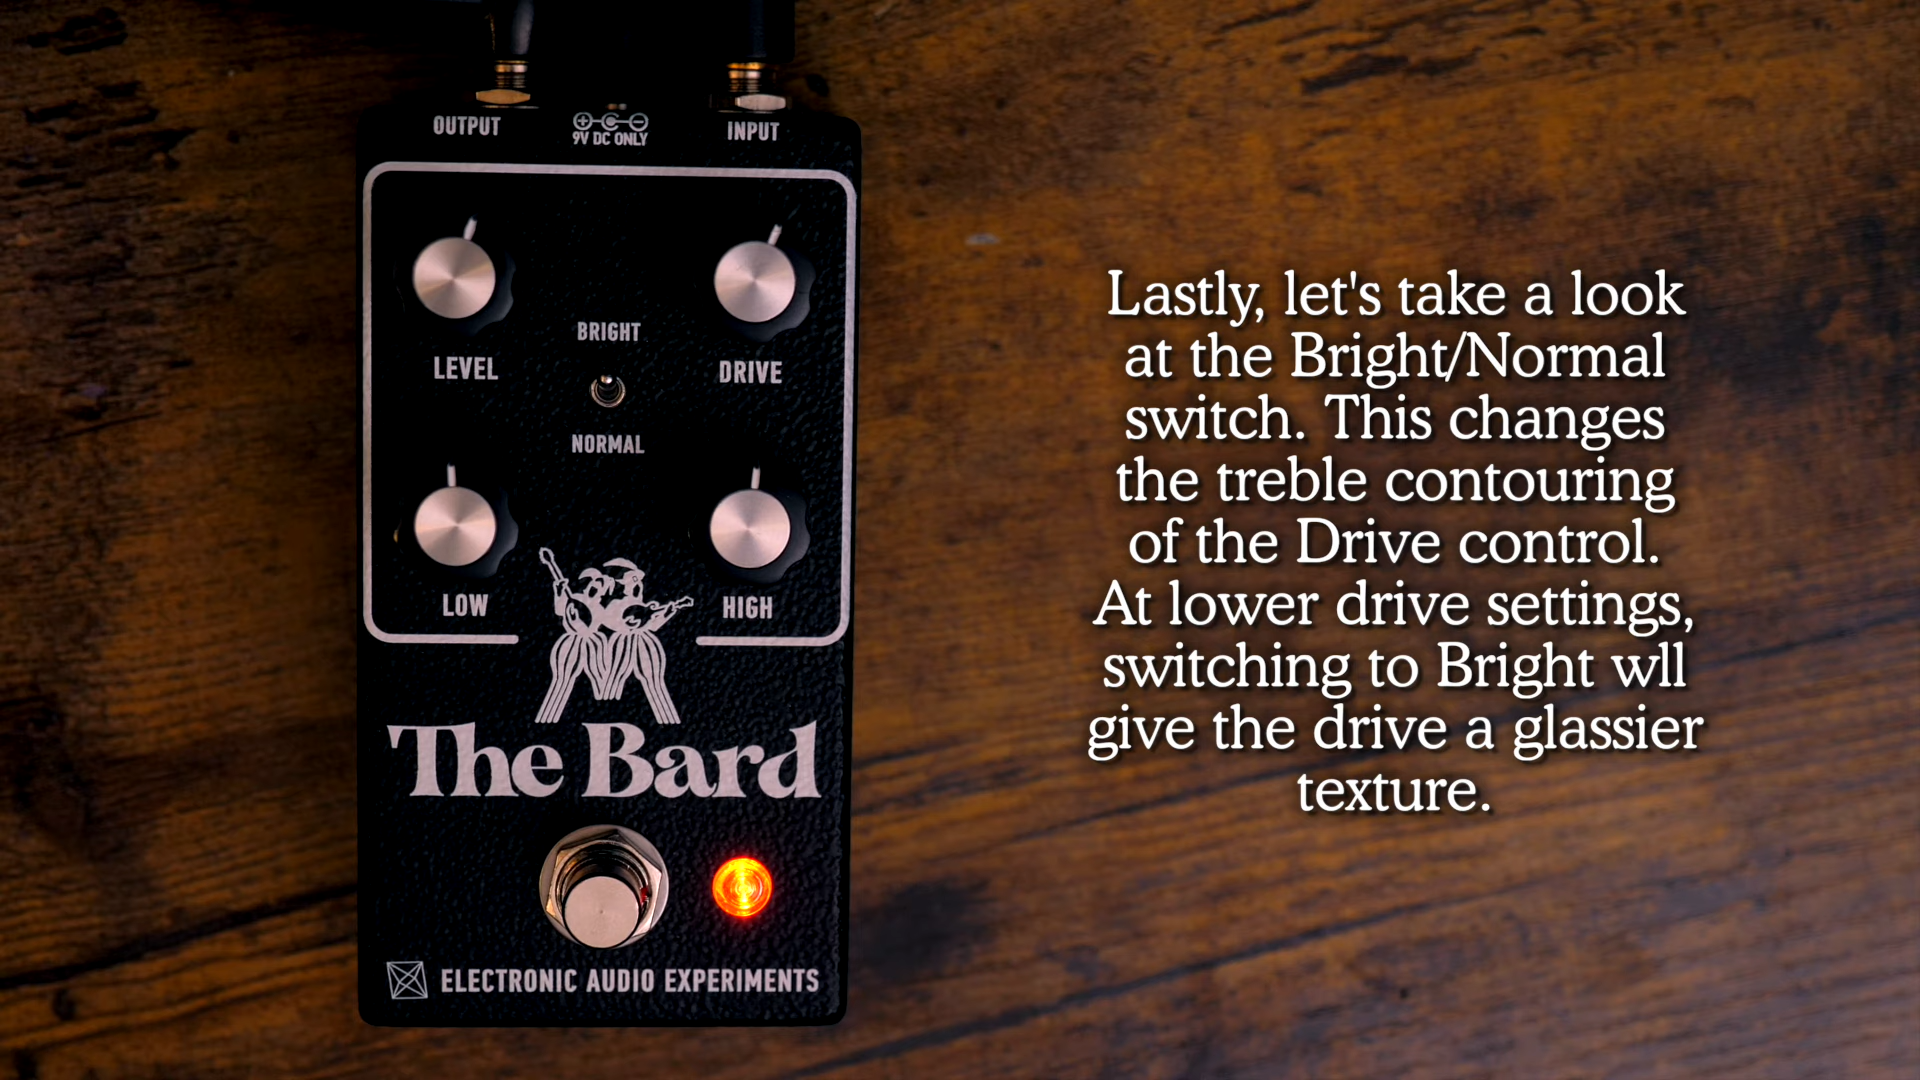 OUTPUT
9V DC ONLY
INPUT
LEVEL
BRIGHT
DRIVE
NORMAL
LOW
HIGH
The Bard
ELECTRONIC AUDIO EXPERIMENTS
Lastly, let's take a look
at the Bright/Normal
switch. This changes
the treble contouring
of the Drive control.
At lower drive settings,
switching to Bright wll
give the drive a glassier
texture.